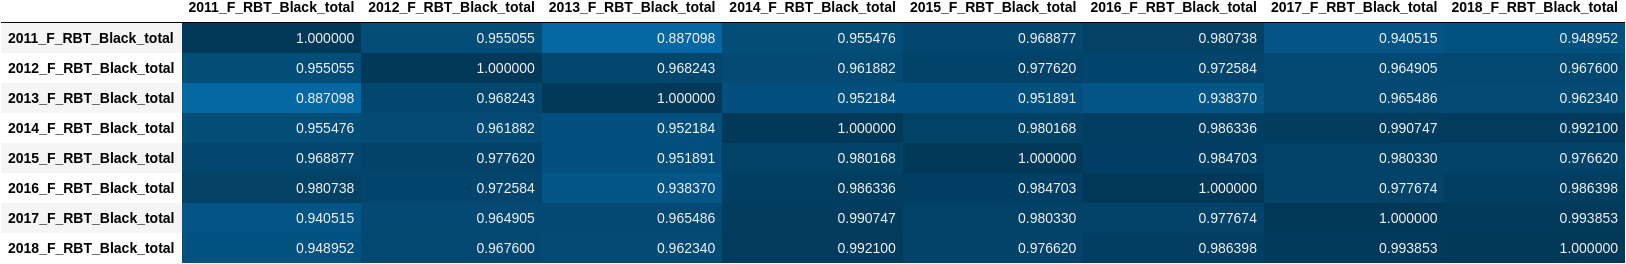 2011_F_RBT_Black_total 2012_F_RBT_Black_total 2013_F_RBT_Black_total 2014_F_RBT_Black_total 2015_F_RBT_Black_total 2016_F_RBT_Black_total 2017_F_RBT_Black_total 2018_F_RBT_Black_total
2011_F_RBT_Black_total 1.000000 0.955055 0.887098 0.955476 0.968877 0.980738 0.940515 0.948952
2012_F_RBT_Black_total 0.955055 1.000000 0.968243 0.961882 0.977620 0.972584 0.964905 0.967600
2013_F_RBT_Black_total 0.887098 0.968243 1.000000 0.952184 0.951891 0.938370 0.965486 0.962340
2014_F_RBT_Black_total 0.955476 0.961882 0.952184 1.000000 0.980168 0.986336 0.990747 0.992100
2015_F_RBT_Black_total 0.968877 0.977620 0.951891 0.980168 1.000000 0.984703 0.980330 0.976620
2016_F_RBT_Black_total 0.980738 0.972584 0.938370 0.986336 0.984703 1.000000 0.977674 0.986398
2017_F_RBT_Black_total 0.940515 0.964905 0.965486 0.990747 0.980330 0.977674 1.000000 0.993853
2018_F_RBT_Black_total 0.948952 0.967600 0.962340 0.992100 0.976620 0.986398 0.993853 1.000000